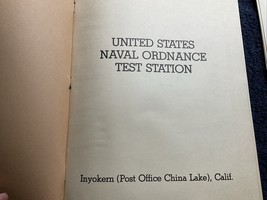 UNITED STATES
NAVAL ORDNANCE
TEST STATION
Inyokern (Post Office China Lake), Calif.